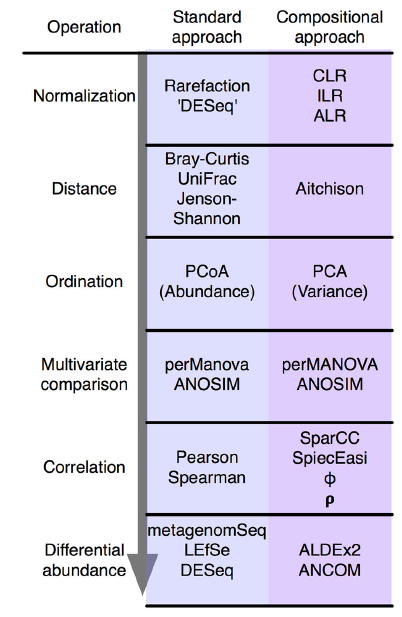 Operation
Standard
approach
Compositional
approach
Normalization
Rarefaction
'DESeq'
CLR
ILR
ALR
Distance
Bray-Curtis
UniFrac
Jenson-
Shannon
Aitchison
Ordination
PCoA
(Abundance)
PCA
(Variance)
Multivariate
comparison
perManova
ANOSIM
perMANOVA
ANOSIM
Correlation
Pearson
Spearman
SparCC
SpiecEasi
ϕ
ρ
Differential
abundance
metagenomSeq
LEfSe
DESeq
ALDEx2
ANCOM